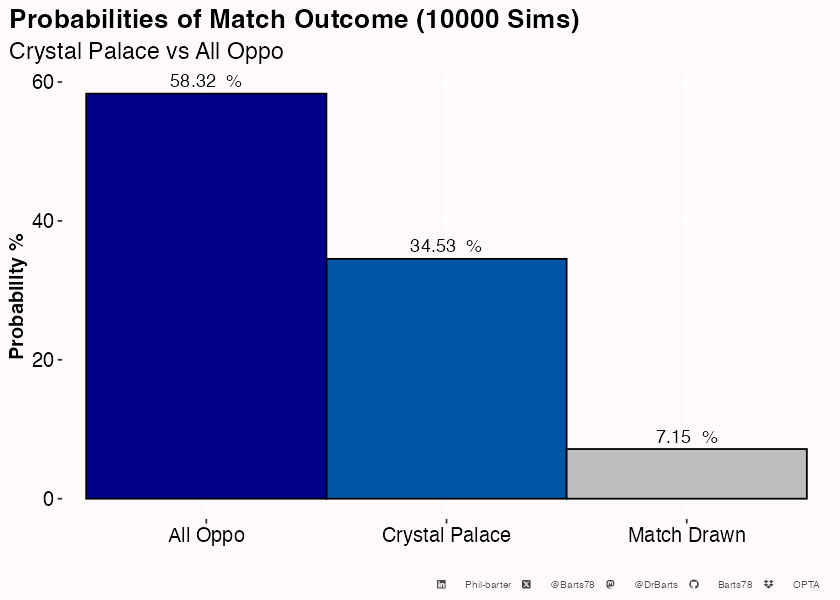 Probabilities of Match Outcome (10000 Sims)
Crystal Palace vs All Oppo
Probability %
60
40
20
0
58.32 %
34.53 %
7.15 %
All Oppo
Crystal Palace
Match Drawn
Phil-barter @Barts78 @DrBarts Barts78 OPTA